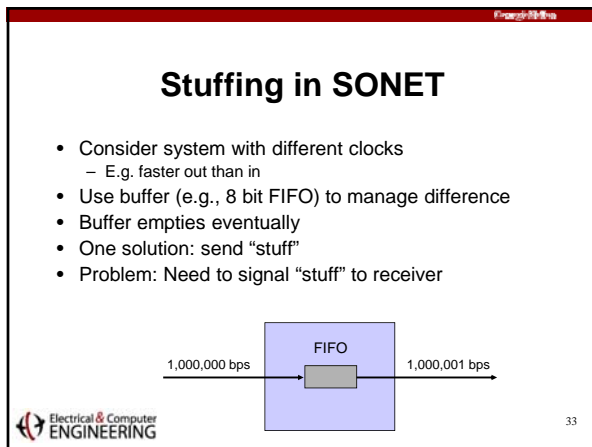 Carnegie Mellon
Stuffing in SONET
• Consider system with different clocks
– E.g. faster out than in
• Use buffer (e.g., 8 bit FIFO) to manage difference
• Buffer empties eventually
• One solution: send “stuff”
• Problem: Need to signal “stuff” to receiver
FIFO
1,000,000 bps
1,000,001 bps
Electrical & Computer
ENGINEERING
33